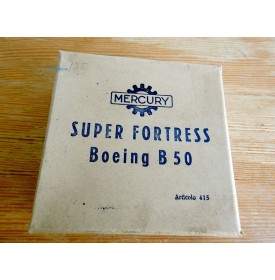 MERCURY
SUPER FORTRESS
Boeing B 50
Articolo 415